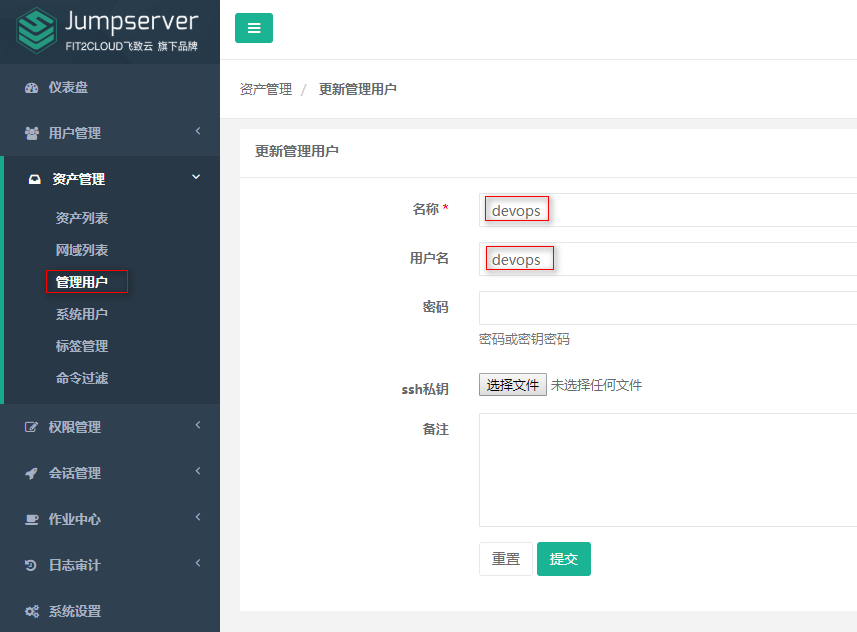 Jumpserver
FIT2CLOUD飞致云 旗下品牌
仪表盘
用户管理
资产管理
资产列表
网域列表
管理用户
系统用户
标签管理
命令过滤
权限管理
会话管理
作业中心
日志审计
系统设置
资产管理 / 更新管理用户
更新管理用户
名称* devops
用户名 devops
密码
密码或密钥密码
ssh私钥 选择文件 未选择任何文件
备注
重置 提交